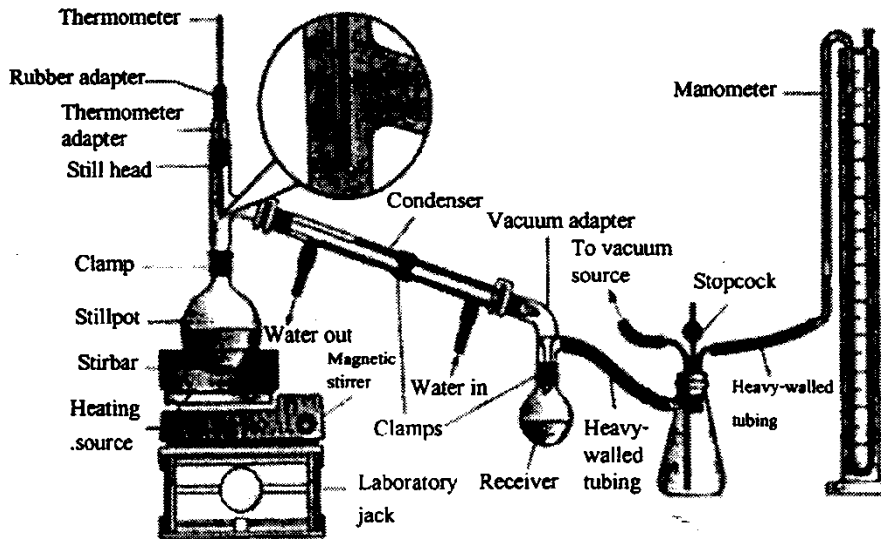 Thermometer
Rubber adapter
Thermometer
adapter
Still head
Clamp
Stillpot
Stirbar
Heating
.source
Water out
Magnetic
stirrer
Laboratory
jack
Condenser
Water in
Clamps
Vacuum adapter
Receiver
Heavy-
walled
tubing
To vacuum
source
Stopcock
Heavy-walled
tubing
Manometer